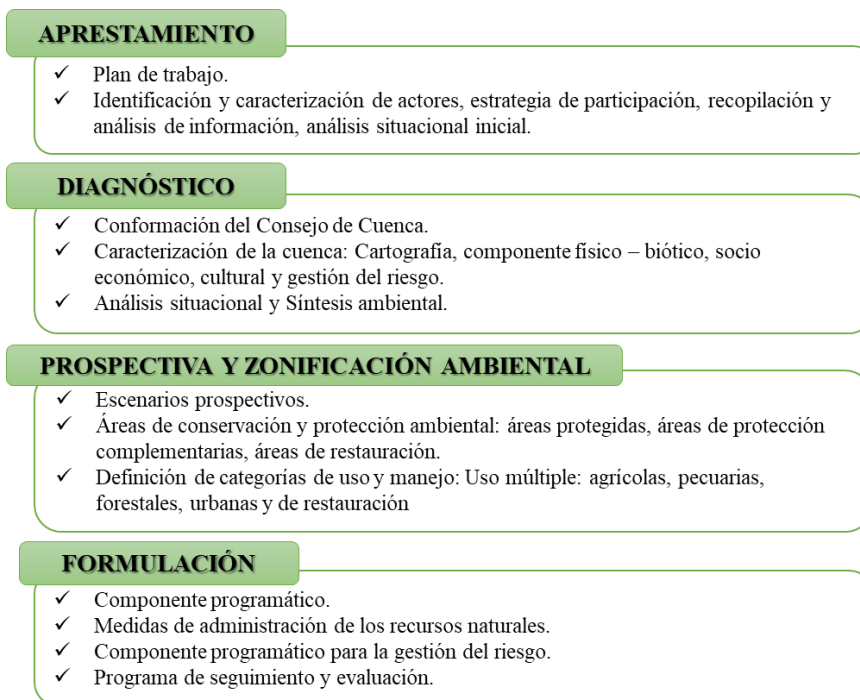 APRESTAMIENTO
✓ Plan de trabajo.
✓ Identificación y caracterización de actores, estrategia de participación, recopilación y
análisis de información, análisis situacional inicial.
DIAGNÓSTICO
✓ Conformación del Consejo de Cuenca.
✓ Caracterización de la cuenca: Cartografía, componente físico – biótico, socio
económico, cultural y gestión del riesgo.
✓ Análisis situacional y Síntesis ambiental.
PROSPECTIVA Y ZONIFICACIÓN AMBIENTAL
✓ Escenarios prospectivos.
✓ Áreas de conservación y protección ambiental: áreas protegidas, áreas de protección
complementarias, áreas de restauración.
✓ Definición de categorías de uso y manejo: Uso múltiple: agrícolas, pecuarias,
forestales, urbanas y de restauración
FORMULACIÓN
✓ Componente programático.
✓ Medidas de administración de los recursos naturales.
✓ Componente programático para la gestión del riesgo.
✓ Programa de seguimiento y evaluación.